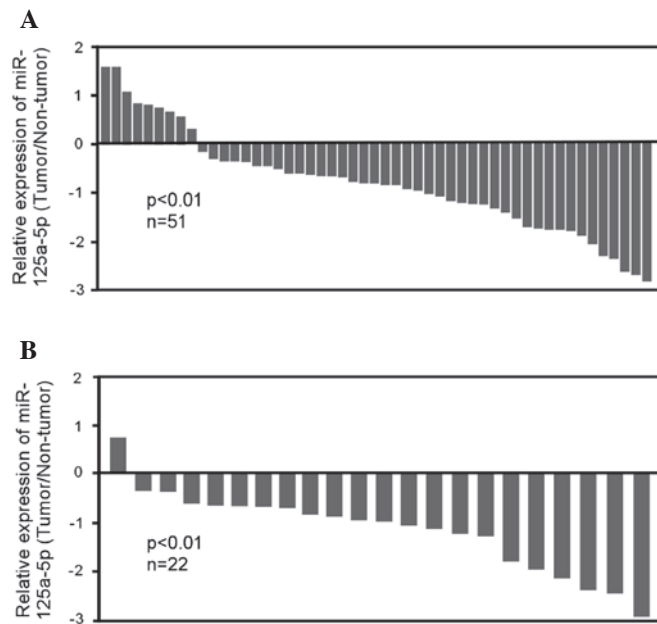 A
Relative expression of miR-
125a-5p (Tumor/Non-tumor)
2
1
0
-1
-2
-3
p<0.01
n=51
B
Relative expression of miR-
125a-5p (Tumor/Non-tumor)
2
1
0
-1
-2
-3
p<0.01
n=22